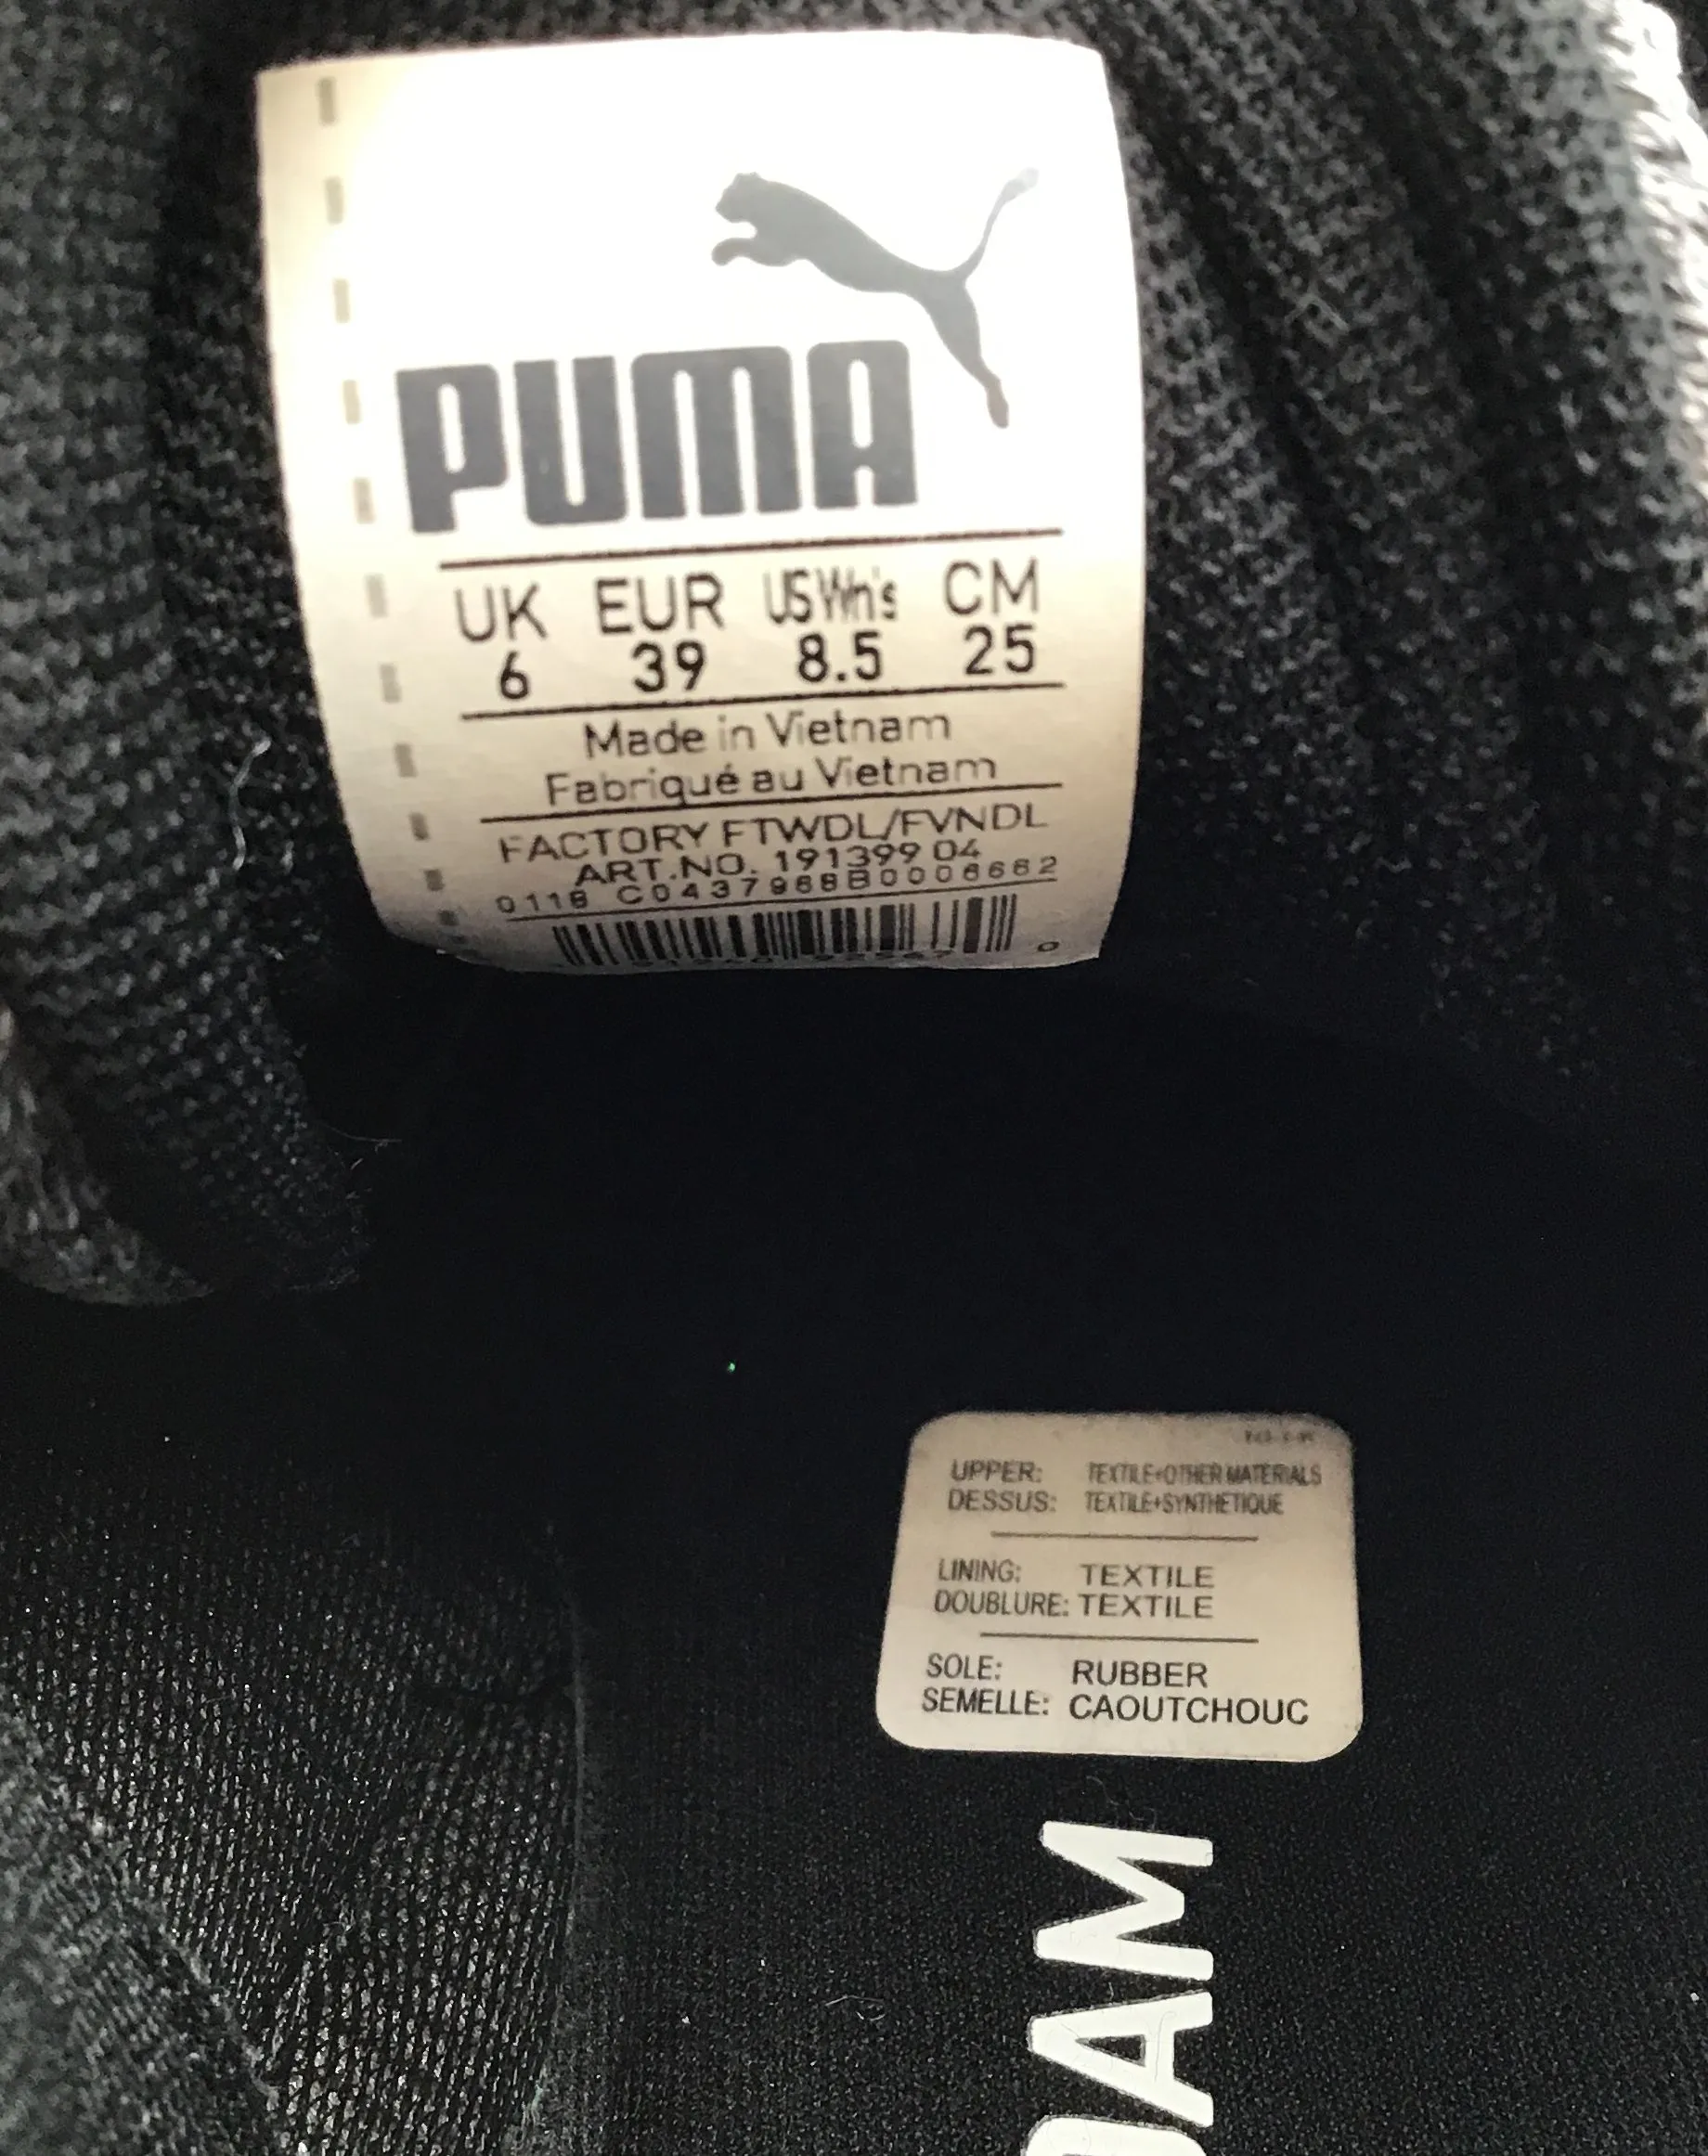 PUMA
UK EUR US Wn's CM
6 39 8.5 25
Made in Vietnam
Fabriqué au Vietnam
FACTORY FTWDL/FVNDL
ART.NO. 191399 04
0118
UPPER: TEXTILE+OTHER MATERIALS
DESSUS: TEXTILE+SYNTHETIQUE
LINING: TEXTILE
DOUBLURE: TEXTILE
SOLE: RUBBER
SEMELLE: CAOUTCHOUC